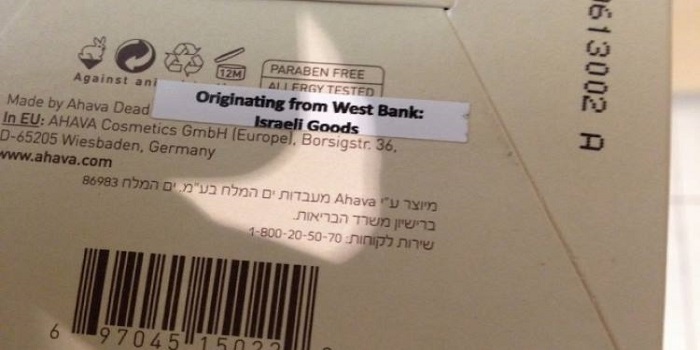 12M
PARABEN FREE
ALLERGY TESTED
Against
Originating from West Bank:
Israeli Goods
Made by Ahava Dead
In EU: AHAVA Cosmetics GmbH (Europe), Borsigstr. 36,
D-65205 Wiesbaden, Germany
www.ahava.com
מיוצר ע"י Ahava מעבדות ים המלח בע"מ, ים המלח 86983
ברישיון משרד הבריאות.
שירות לקוחות: 1-800-20-50-70
6 97045 15022
613002 A